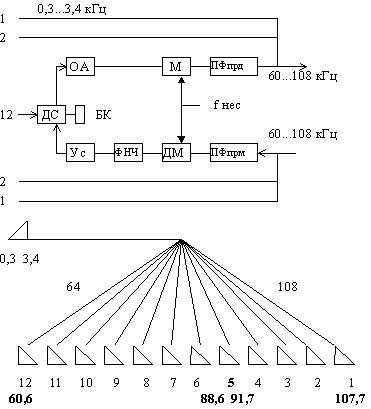 1 0,3...3,4 кГц
2
ОА М ПФпрд
60...108 кГц
12 ДС БК f нес
60...108 кГц
Ус ФНЧ ДМ ПФпрм
2
1
0,3 3,4
64 108
12 11 10 9 8 7 6 5 4 3 2 1
60,6 88,6 91,7 107,7